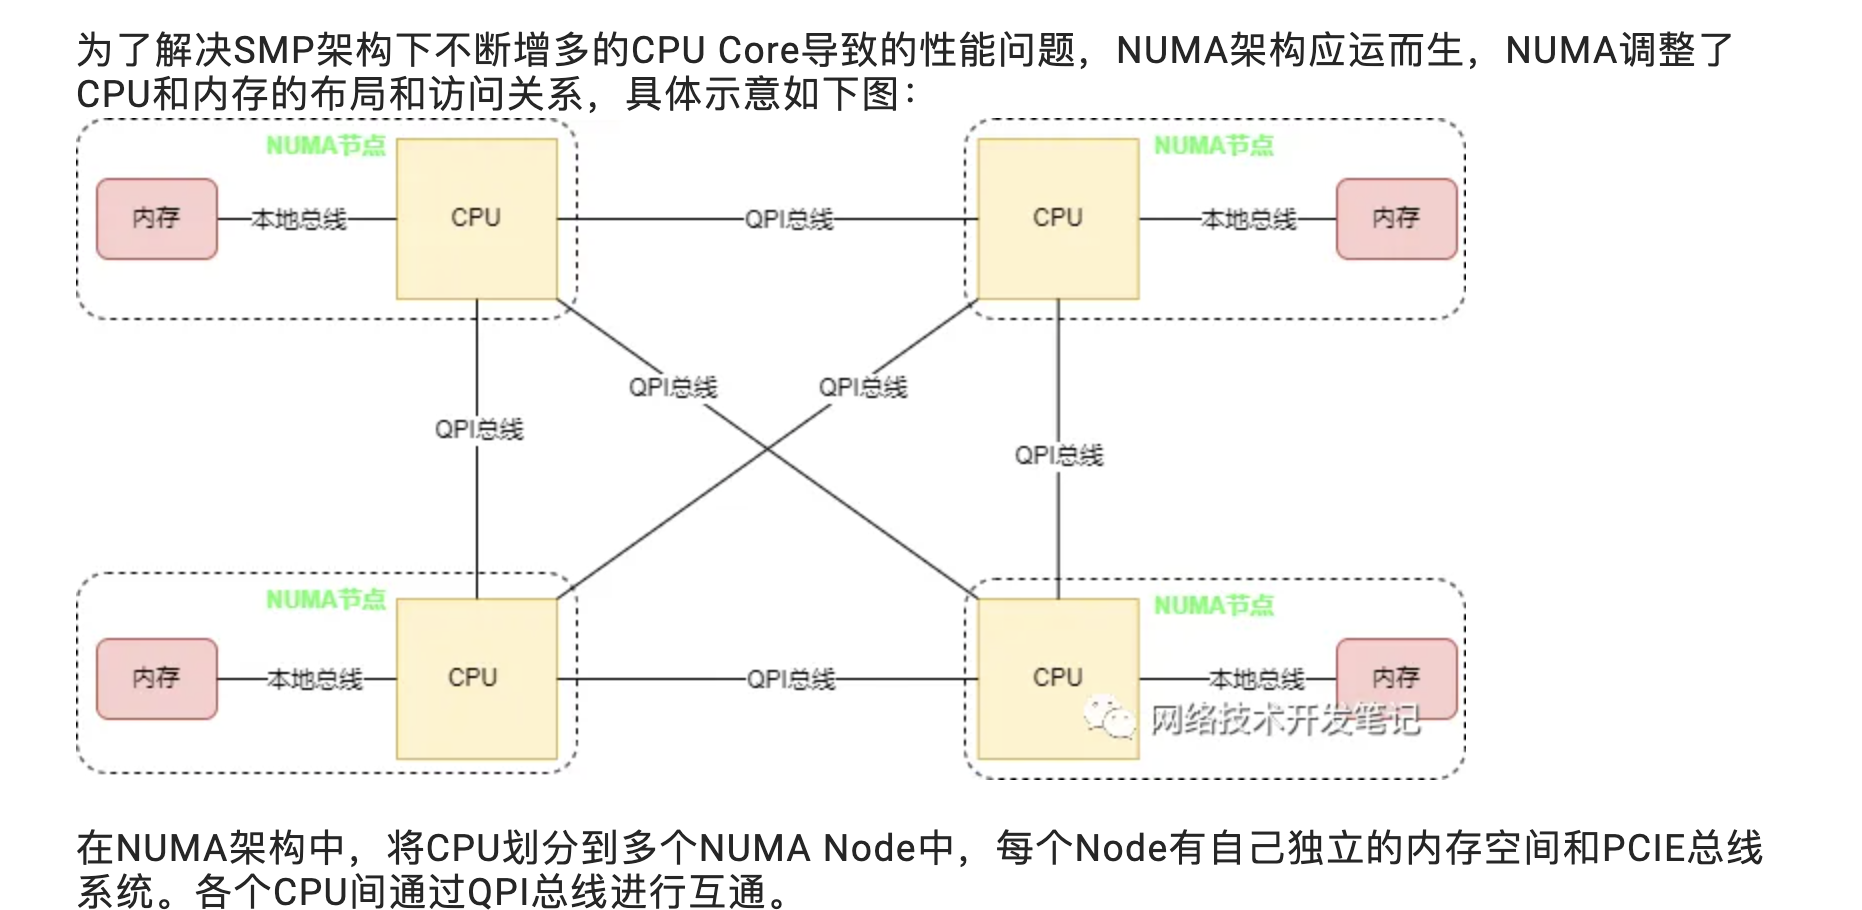 为了解决SMP架构下不断增多的CPU Core导致的性能问题，NUMA架构应运而生，NUMA调整了
CPU和内存的布局和访问关系，具体示意如下图：
NUMA节点
NUMA节点
内存
本地总线
CPU
QPI总线
CPU
本地总线
内存
QPI总线
QPI总线
QPI总线
QPI总线
NUMA节点
NUMA节点
内存
本地总线
CPU
QPI总线
CPU
本地总线
内存
网络技术开发笔记
在NUMA架构中，将CPU划分到多个NUMA Node中，每个Node有自己独立的内存空间和PCIE总线
系统。各个CPU间通过QPI总线进行互通。